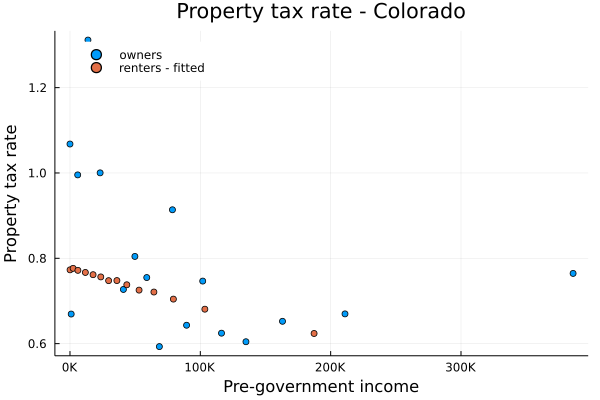 Property tax rate - Colorado
owners
renters - fitted
Property tax rate
1.2
1.0
0.8
0.6
0K
100K
200K
300K
Pre-government income